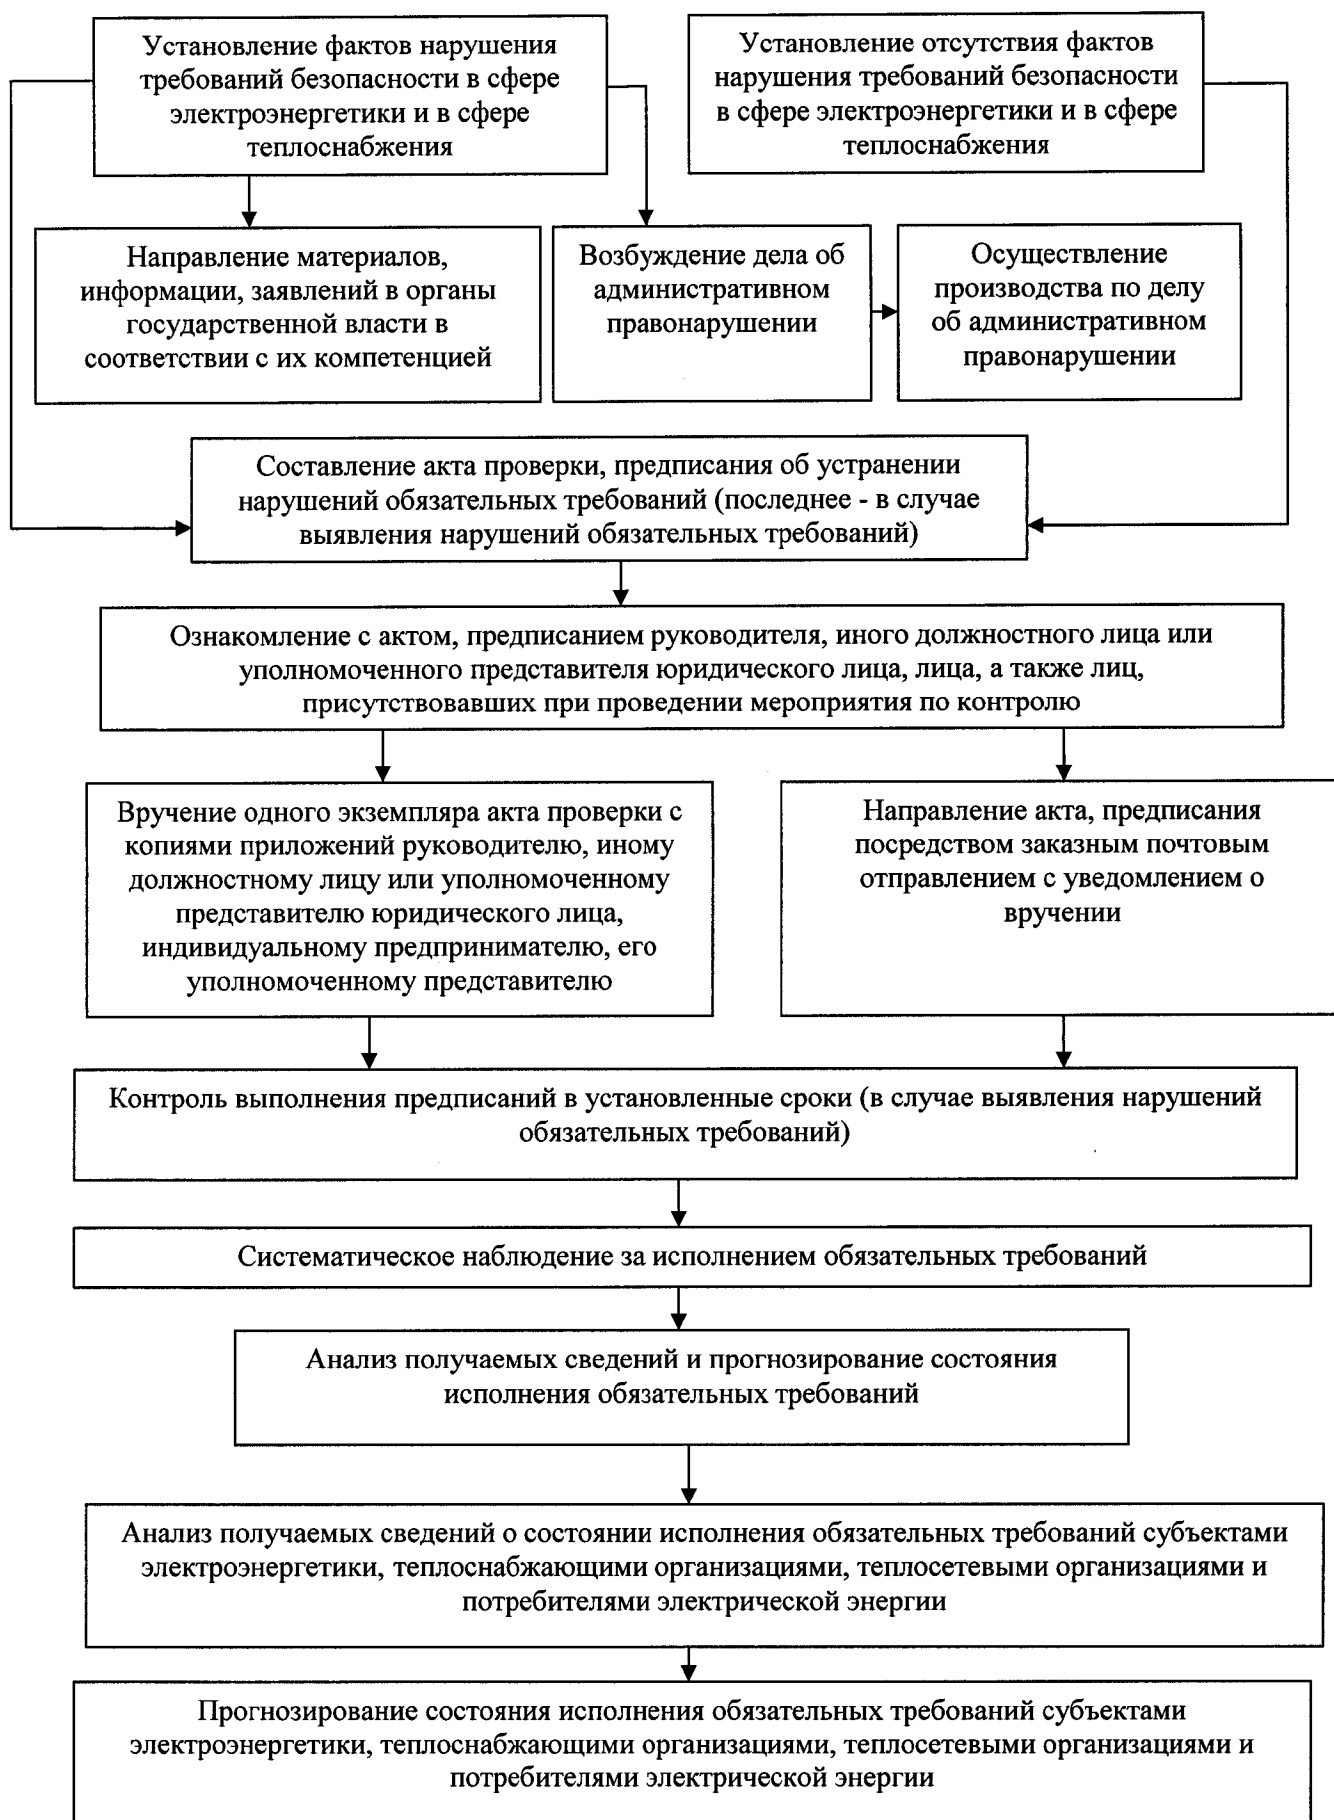 Установление фактов нарушения
требований безопасности в сфере
электроэнергетики и в сфере
теплоснабжения
Установление отсутствия фактов
нарушения требований безопасности
в сфере электроэнергетики и в сфере
теплоснабжения
Направление материалов,
информации, заявлений в органы
государственной власти в
соответствии с их компетенцией
Возбуждение дела об
административном
правонарушении
Осуществление
производства по делу
об административном
правонарушении
Составление акта проверки, предписания об устранении
нарушений обязательных требований (последнее - в случае
выявления нарушений обязательных требований)
Ознакомление с актом, предписанием руководителя, иного должностного лица или
уполномоченного представителя юридического лица, лица, а также лиц,
присутствовавших при проведении мероприятия по контролю
Вручение одного экземпляра акта проверки с
копиями приложений руководителю, иному
должностному лицу или уполномоченному
представителю юридического лица,
индивидуальному предпринимателю, его
уполномоченному представителю
Направление акта, предписания
посредством заказным почтовым
отправлением с уведомлением о
вручении
Контроль выполнения предписаний в установленные сроки (в случае выявления нарушений
обязательных требований)
Систематическое наблюдение за исполнением обязательных требований
Анализ получаемых сведений и прогнозирование состояния
исполнения обязательных требований
Анализ получаемых сведений о состоянии исполнения обязательных требований субъектами
электроэнергетики, теплоснабжающими организациями, теплосетевыми организациями и
потребителями электрической энергии
Прогнозирование состояния исполнения обязательных требований субъектами
электроэнергетики, теплоснабжающими организациями, теплосетевыми организациями и
потребителями электрической энергии